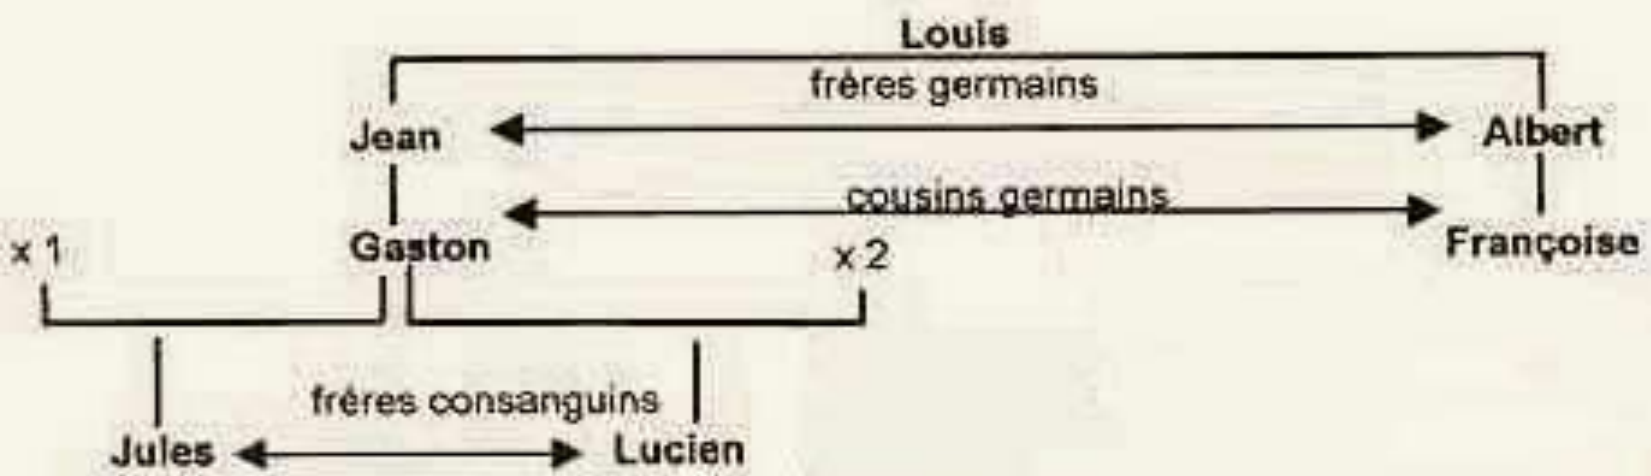 Louis
frères germains
Jean
Albert
cousins germains
x 1
Gaston
x 2
Françoise
frères consanguins
Jules
Lucien